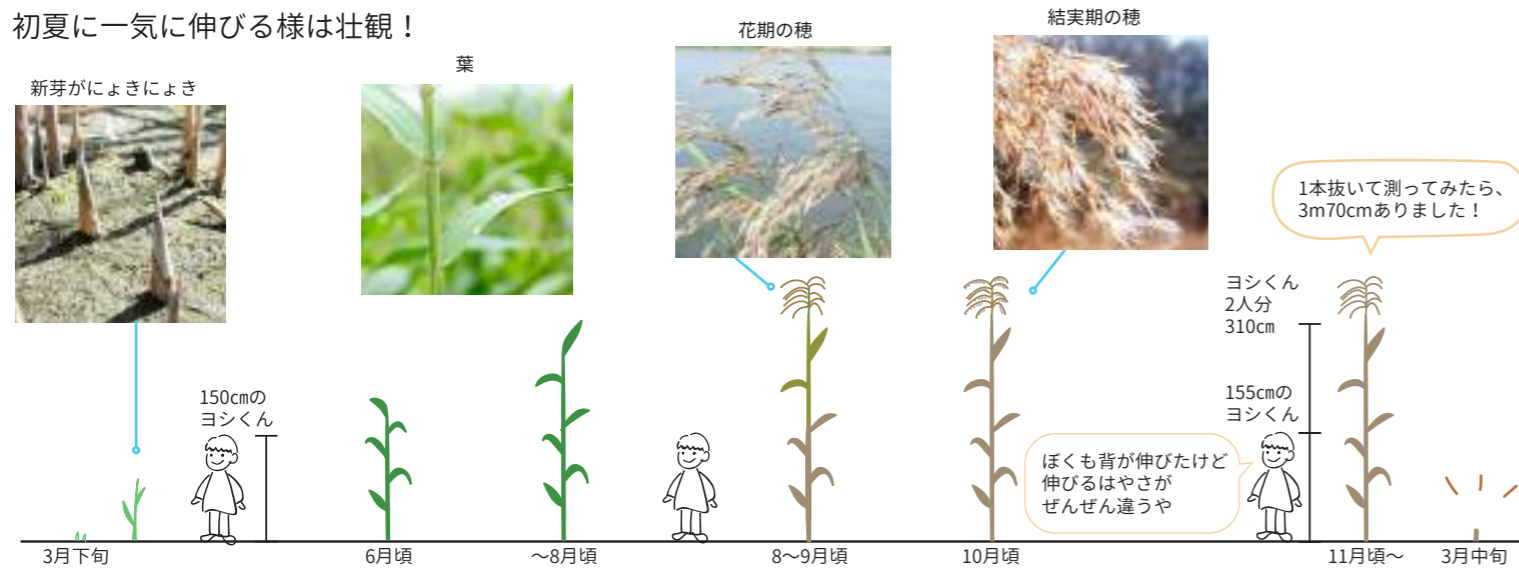 初夏に一気に伸びる様は壮観！
新芽がにょきにょき
葉
花期の穂
結実期の穂
1本抜いて測ってみたら、
3m70cmありました！
150㎝の
ヨシくん
ヨシくん
2人分
310㎝
155㎝の
ヨシくん
ぼくも背が伸びたけど
伸びるはやさが
ぜんぜん違うや
3月下旬
6月頃
～8月頃
8～9月頃
10月頃
11月頃～
3月中旬